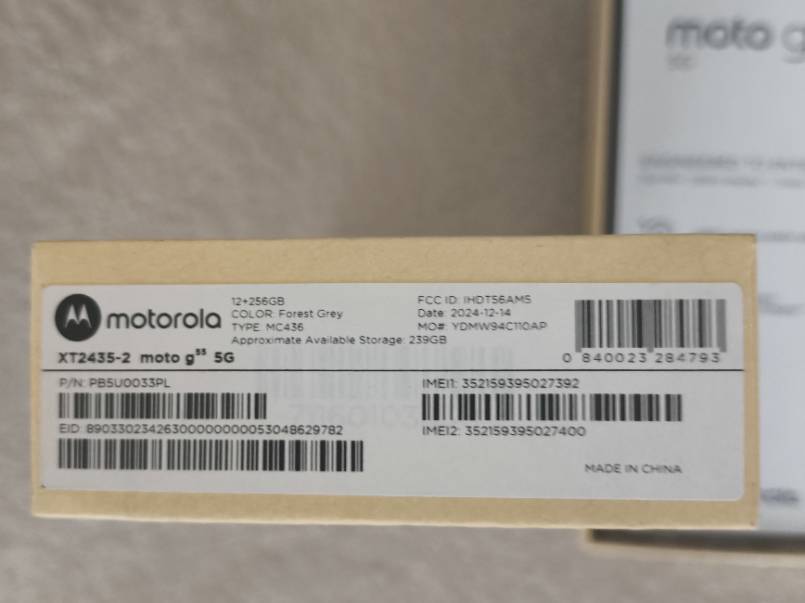 moto g
motorola
12+256GB
COLOR: Forest Grey
TYPE: MC436
Approximate Available Storage: 239GB
FCC ID: IHDT56AM5
Date: 2024-12-14
MO#: YDMW94C110AP
0 840023 284793
XT2435-2 moto g⁵⁵ 5G
P/N: PB5U0033PL
IMEI1: 352159395027392
EID: 89033023426300000000053048629782
IMEI2: 352159395027400
MADE IN CHINA